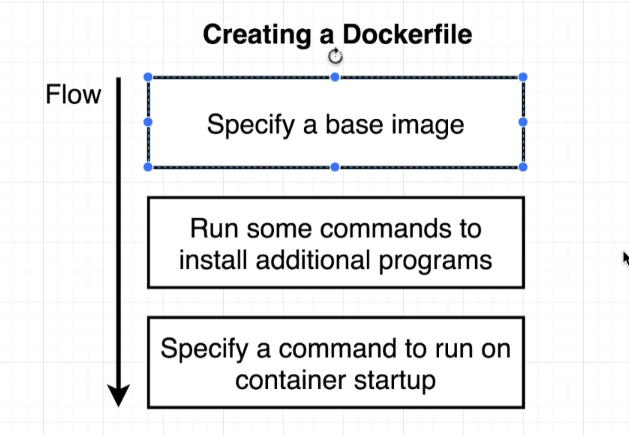 Creating a Dockerfile
Flow
Specify a base image
Run some commands to
install additional programs
Specify a command to run on
container startup